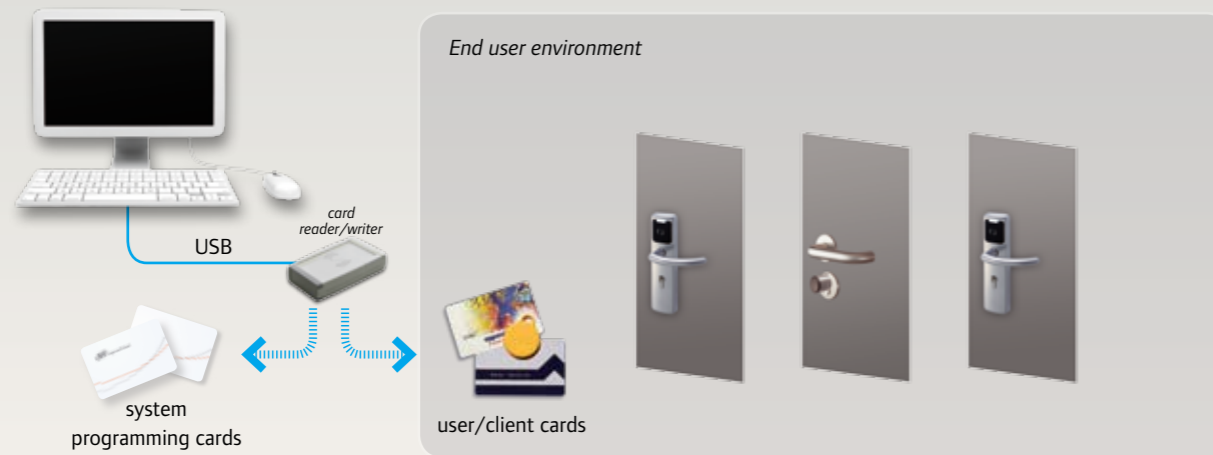 End user environment
card
reader/writer
USB
system
programming cards
user/client cards